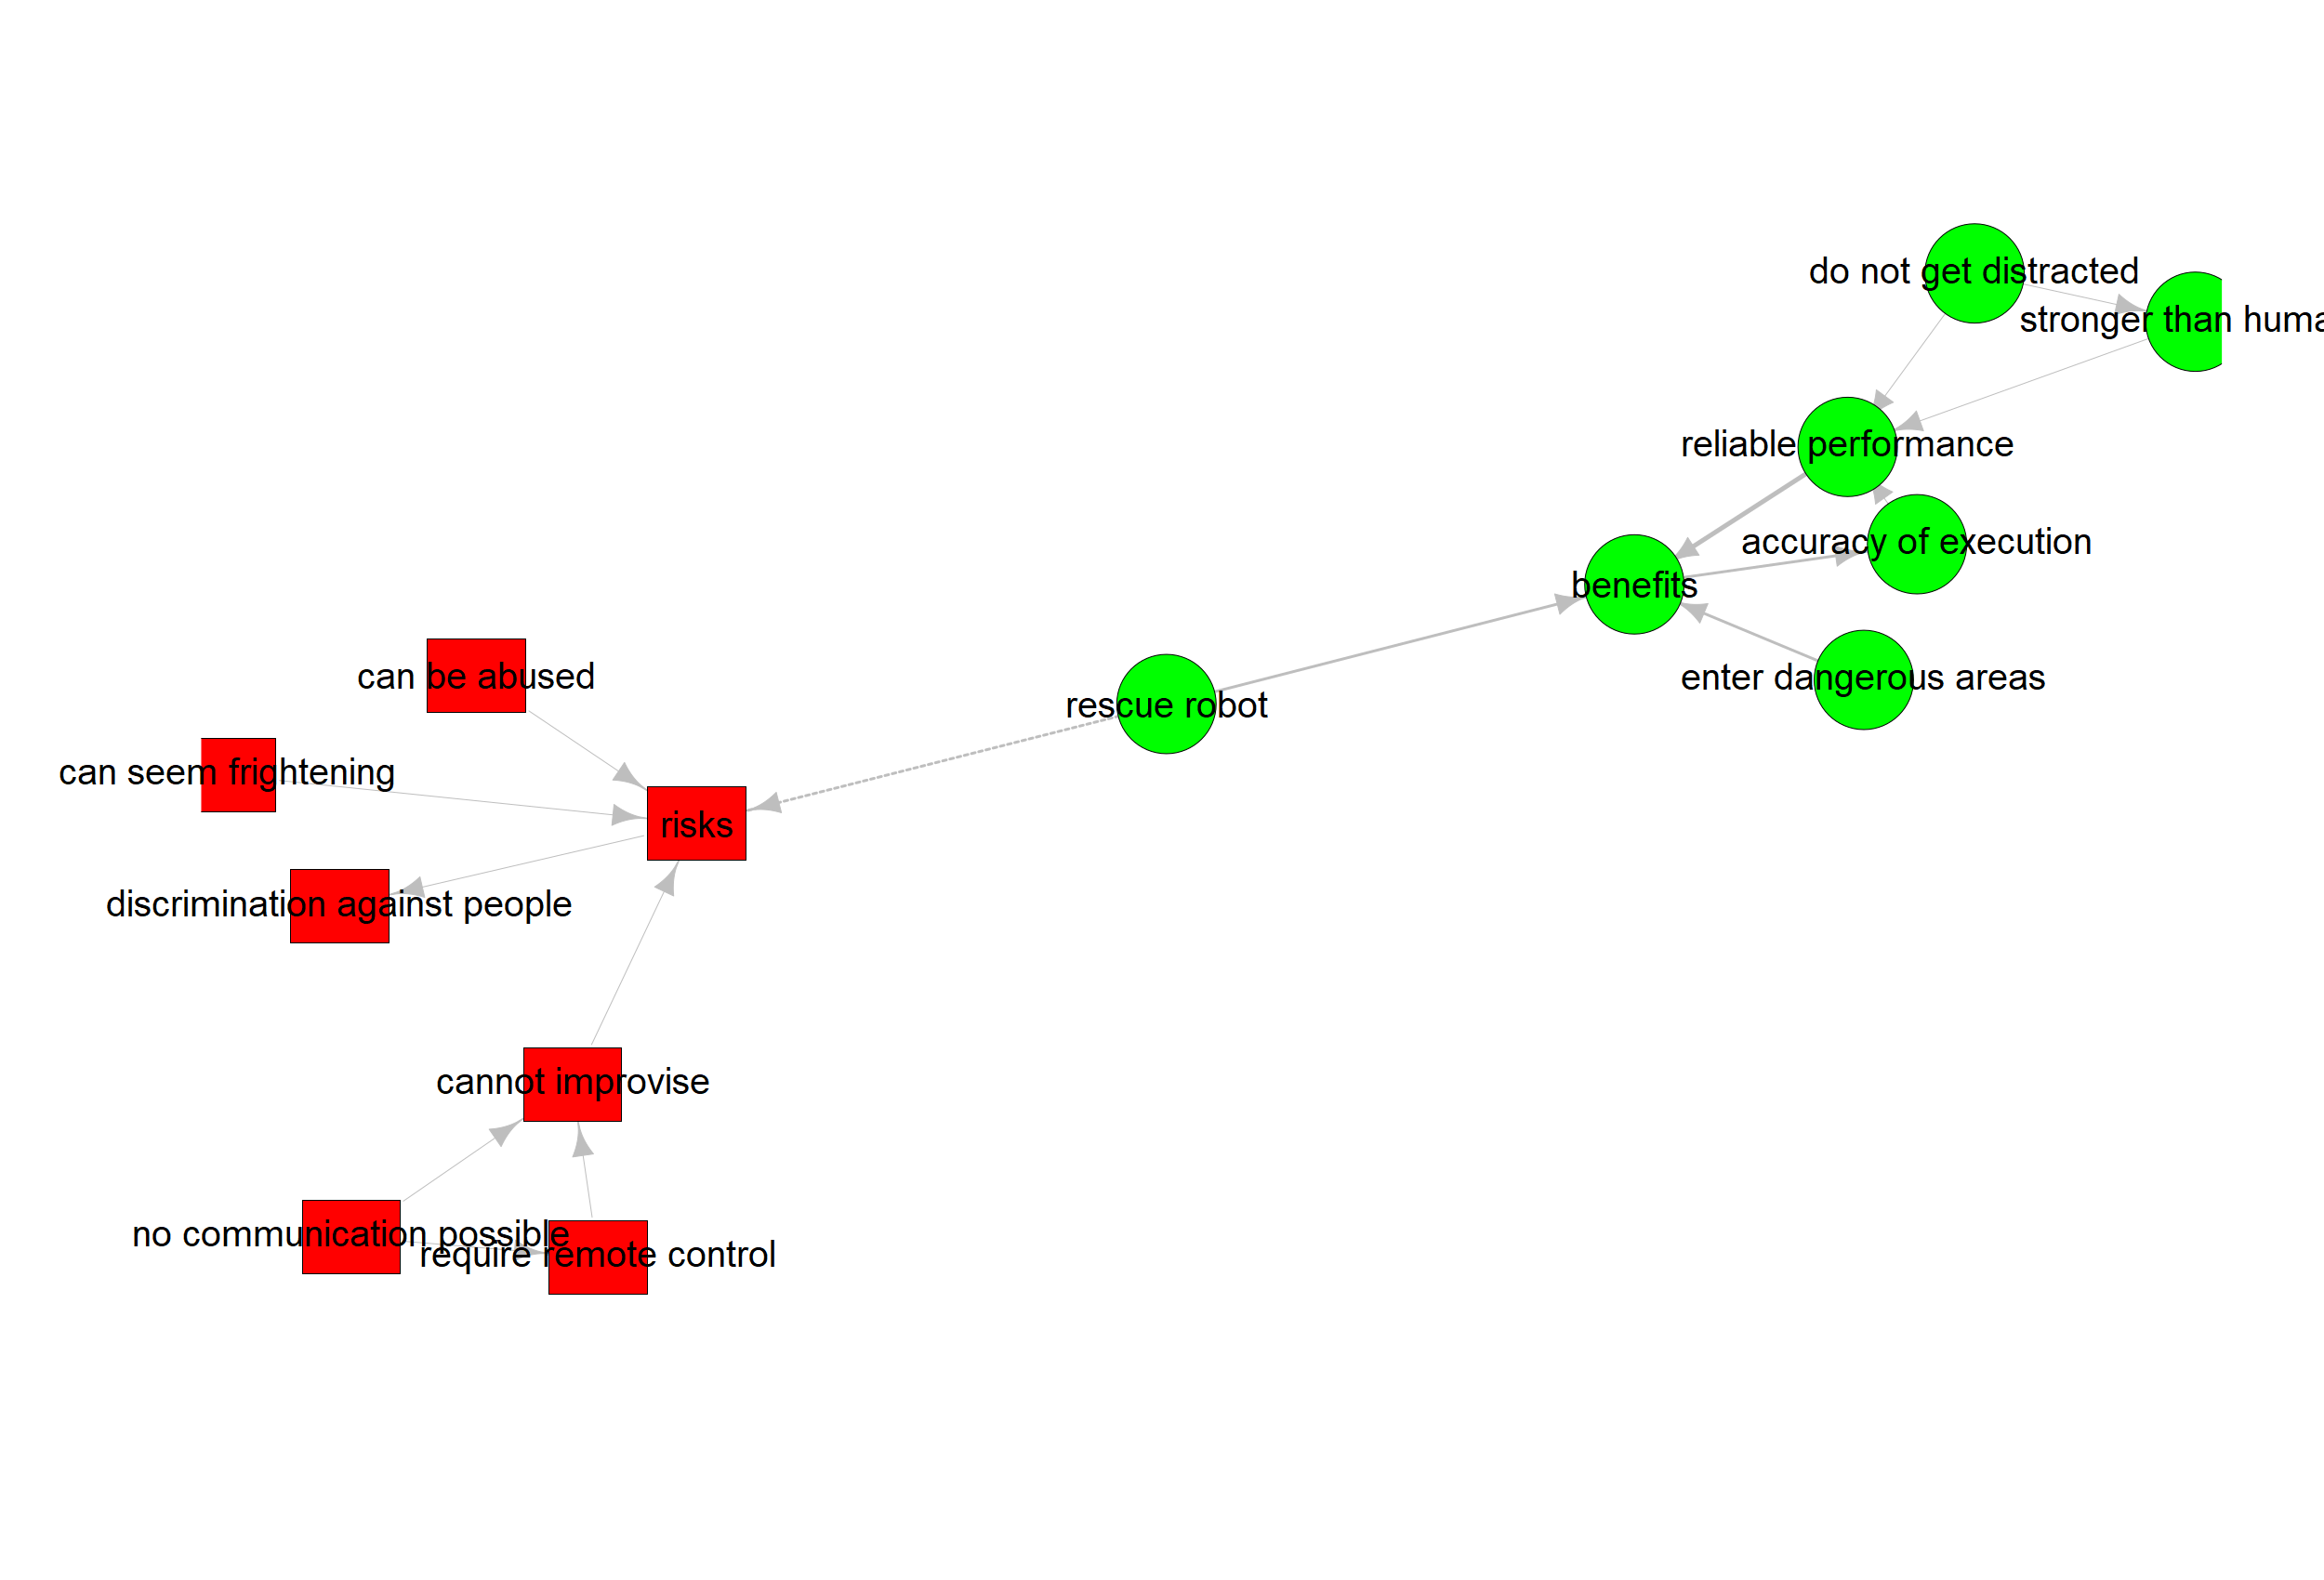 do not get distracted
stronger than huma
reliable performance
accuracy of execution
benefits
enter dangerous areas
rescue robot
can be abused
can seem frightening
risks
discrimination against people
cannot improvise
no communication possible
require remote control